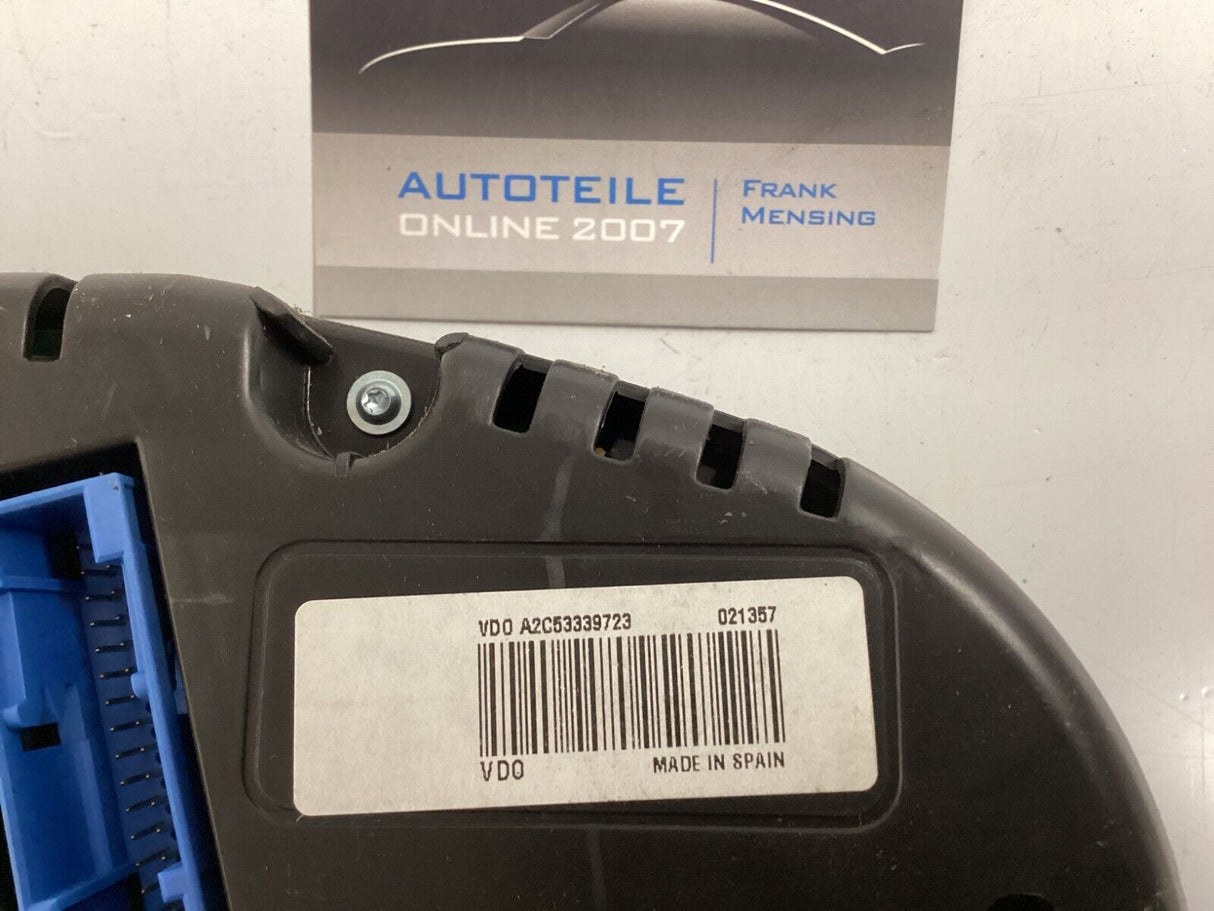 AUTOTEILE
ONLINE 2007
FRANK
MENSING
VDO A2C53339723 021357
VDO MADE IN SPAIN